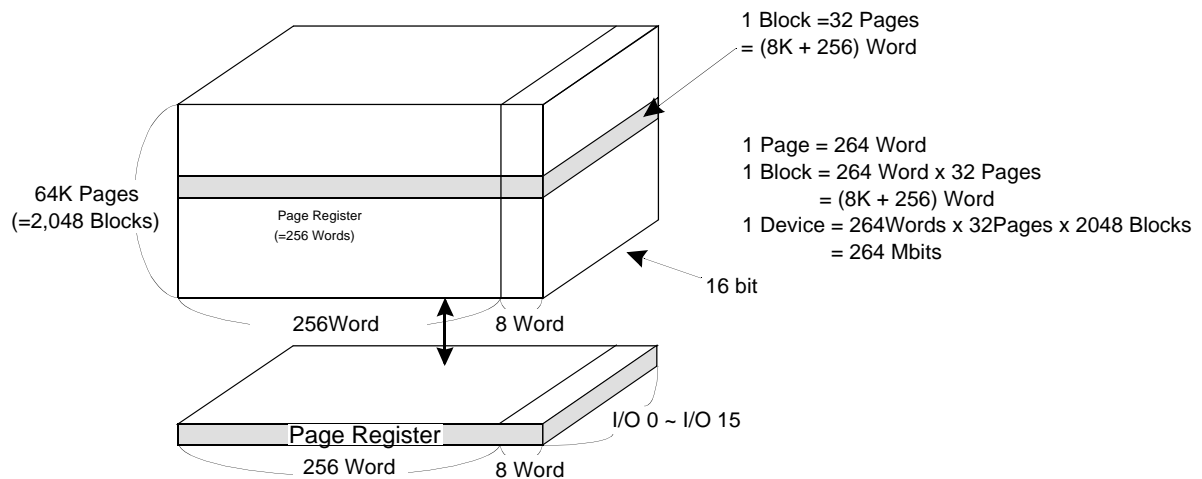 1 Block =32 Pages
= (8K + 256) Word
1 Page = 264 Word
1 Block = 264 Word x 32 Pages
= (8K + 256) Word
1 Device = 264Words x 32Pages x 2048 Blocks
= 264 Mbits
64K Pages
(=2,048 Blocks)
Page Register
(=256 Words)
16 bit
256Word
8 Word
I/O 0 ~ I/O 15
Page Register
256 Word
8 Word